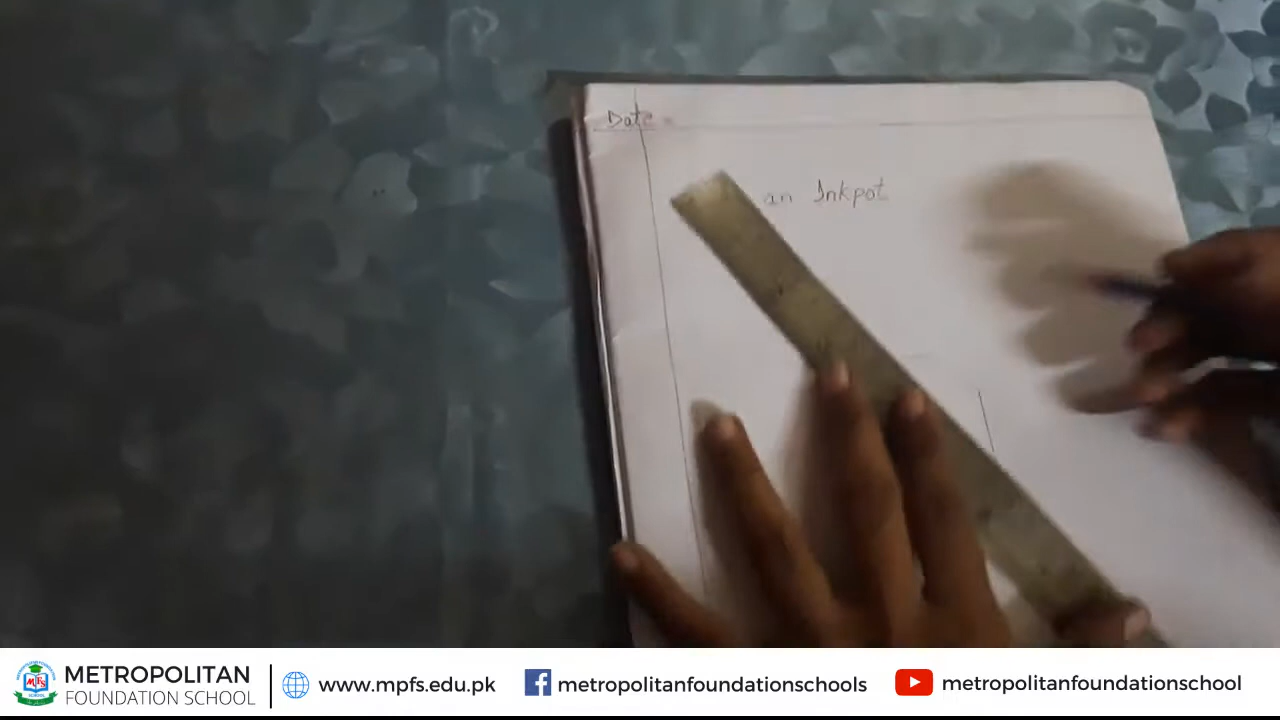 Date
an Inkpot
METROPOLITAN
FOUNDATION SCHOOL
www.mpfs.edu.pk
metropolitanfoundationschools
metropolitanfoundationschool